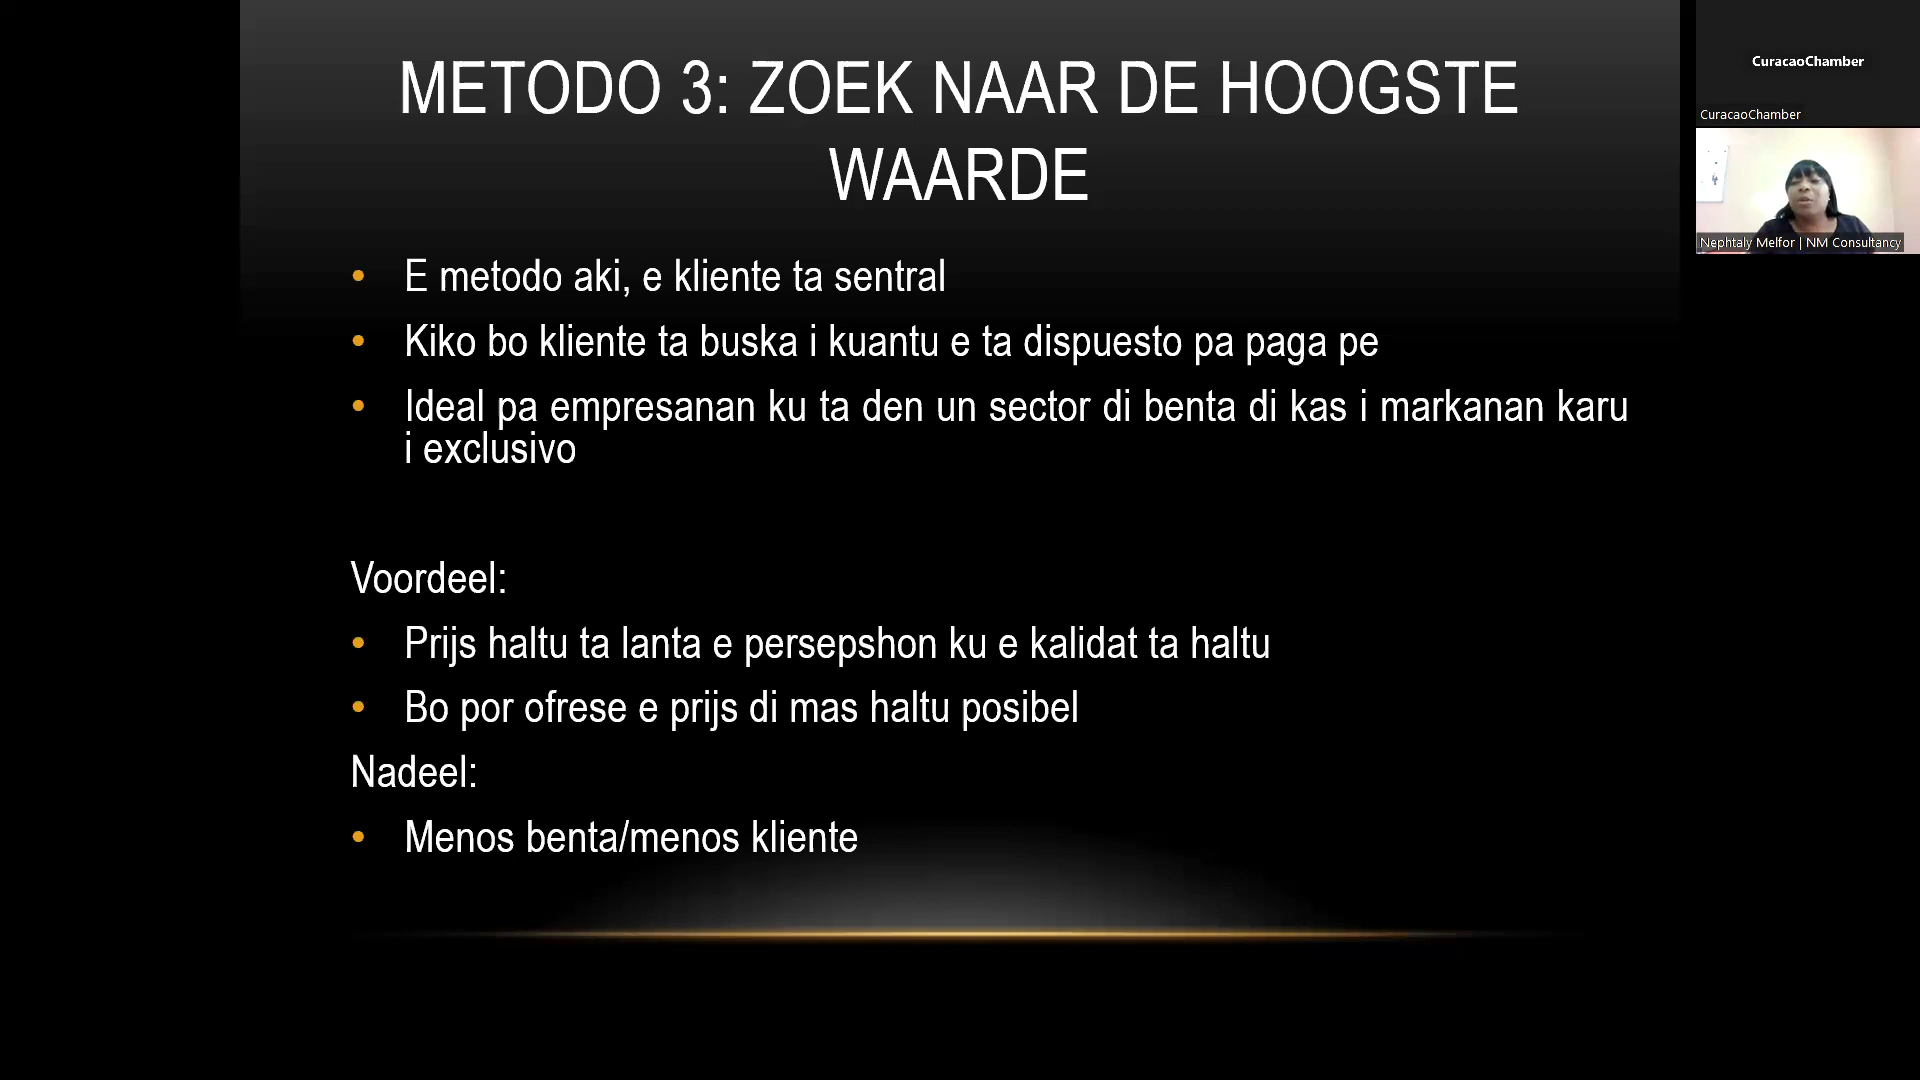 METODO 3: ZOEK NAAR DE HOOGSTE
WAARDE
• E metodo aki, e kliente ta sentral
• Kiko bo kliente ta buska i kuantu e ta dispuesto pa paga pe
• Ideal pa empresanan ku ta den un sector di benta di kas i markanan karu
i exclusivo
Voordeel:
• Prijs haltu ta lanta e persepshon ku e kalidat ta haltu
• Bo por ofrese e prijs di mas haltu posibel
Nadeel:
• Menos benta/menos kliente
CuracaoChamber
CuracaoChamber
Nephtaly Melfor | NM Consultancy